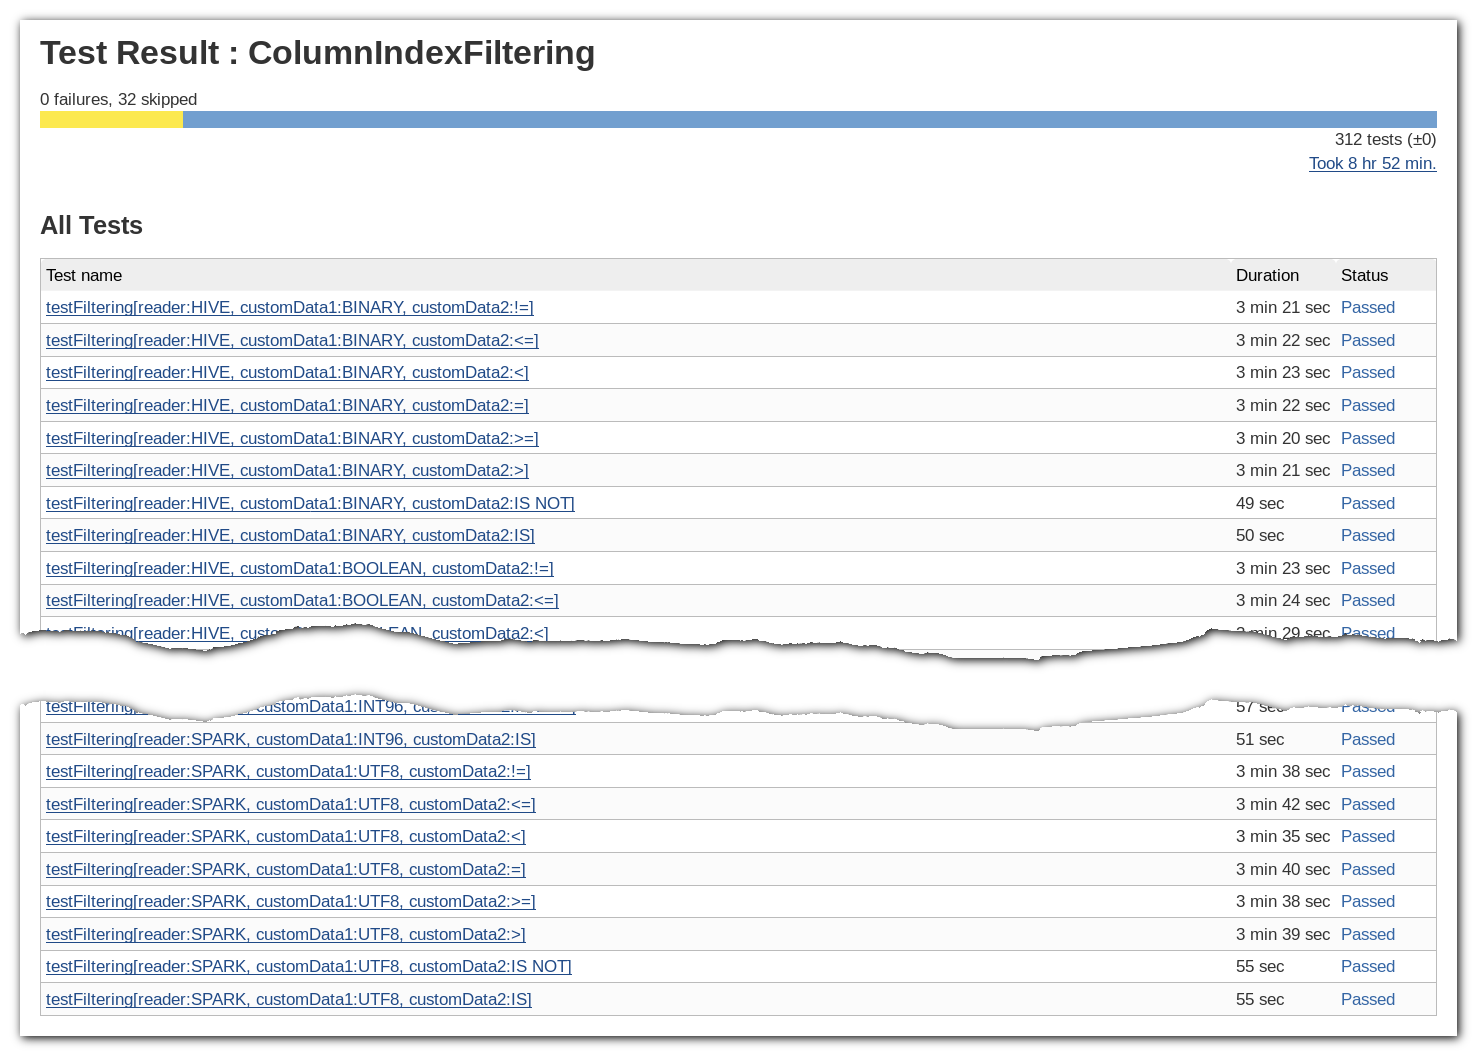 Test Result : ColumnIndexFiltering
0 failures, 32 skipped
312 tests (±0)
Took 8 hr 52 min.
All Tests
Test name Duration Status
testFiltering[reader:HIVE, customData1:BINARY, customData2:!=] 3 min 21 sec Passed
testFiltering[reader:HIVE, customData1:BINARY, customData2:<=] 3 min 22 sec Passed
testFiltering[reader:HIVE, customData1:BINARY, customData2:<] 3 min 23 sec Passed
testFiltering[reader:HIVE, customData1:BINARY, customData2:=] 3 min 22 sec Passed
testFiltering[reader:HIVE, customData1:BINARY, customData2:>=] 3 min 20 sec Passed
testFiltering[reader:HIVE, customData1:BINARY, customData2:>] 3 min 21 sec Passed
testFiltering[reader:HIVE, customData1:BINARY, customData2:IS NOT] 49 sec Passed
testFiltering[reader:HIVE, customData1:BINARY, customData2:IS] 50 sec Passed
testFiltering[reader:HIVE, customData1:BOOLEAN, customData2:!=] 3 min 23 sec Passed
testFiltering[reader:HIVE, customData1:BOOLEAN, customData2:<=] 3 min 24 sec Passed
testFiltering[reader:HIVE, customData2:<] min 29 sec Passed
customData1:INT96, 57 sec Passed
testFiltering[reader:SPARK, customData1:INT96, customData2:IS] 51 sec Passed
testFiltering[reader:SPARK, customData1:UTF8, customData2:!=] 3 min 38 sec Passed
testFiltering[reader:SPARK, customData1:UTF8, customData2:<=] 3 min 42 sec Passed
testFiltering[reader:SPARK, customData1:UTF8, customData2:<] 3 min 35 sec Passed
testFiltering[reader:SPARK, customData1:UTF8, customData2:=] 3 min 40 sec Passed
testFiltering[reader:SPARK, customData1:UTF8, customData2:>=] 3 min 38 sec Passed
testFiltering[reader:SPARK, customData1:UTF8, customData2:>] 3 min 39 sec Passed
testFiltering[reader:SPARK, customData1:UTF8, customData2:IS NOT] 55 sec Passed
testFiltering[reader:SPARK, customData1:UTF8, customData2:IS] 55 sec Passed